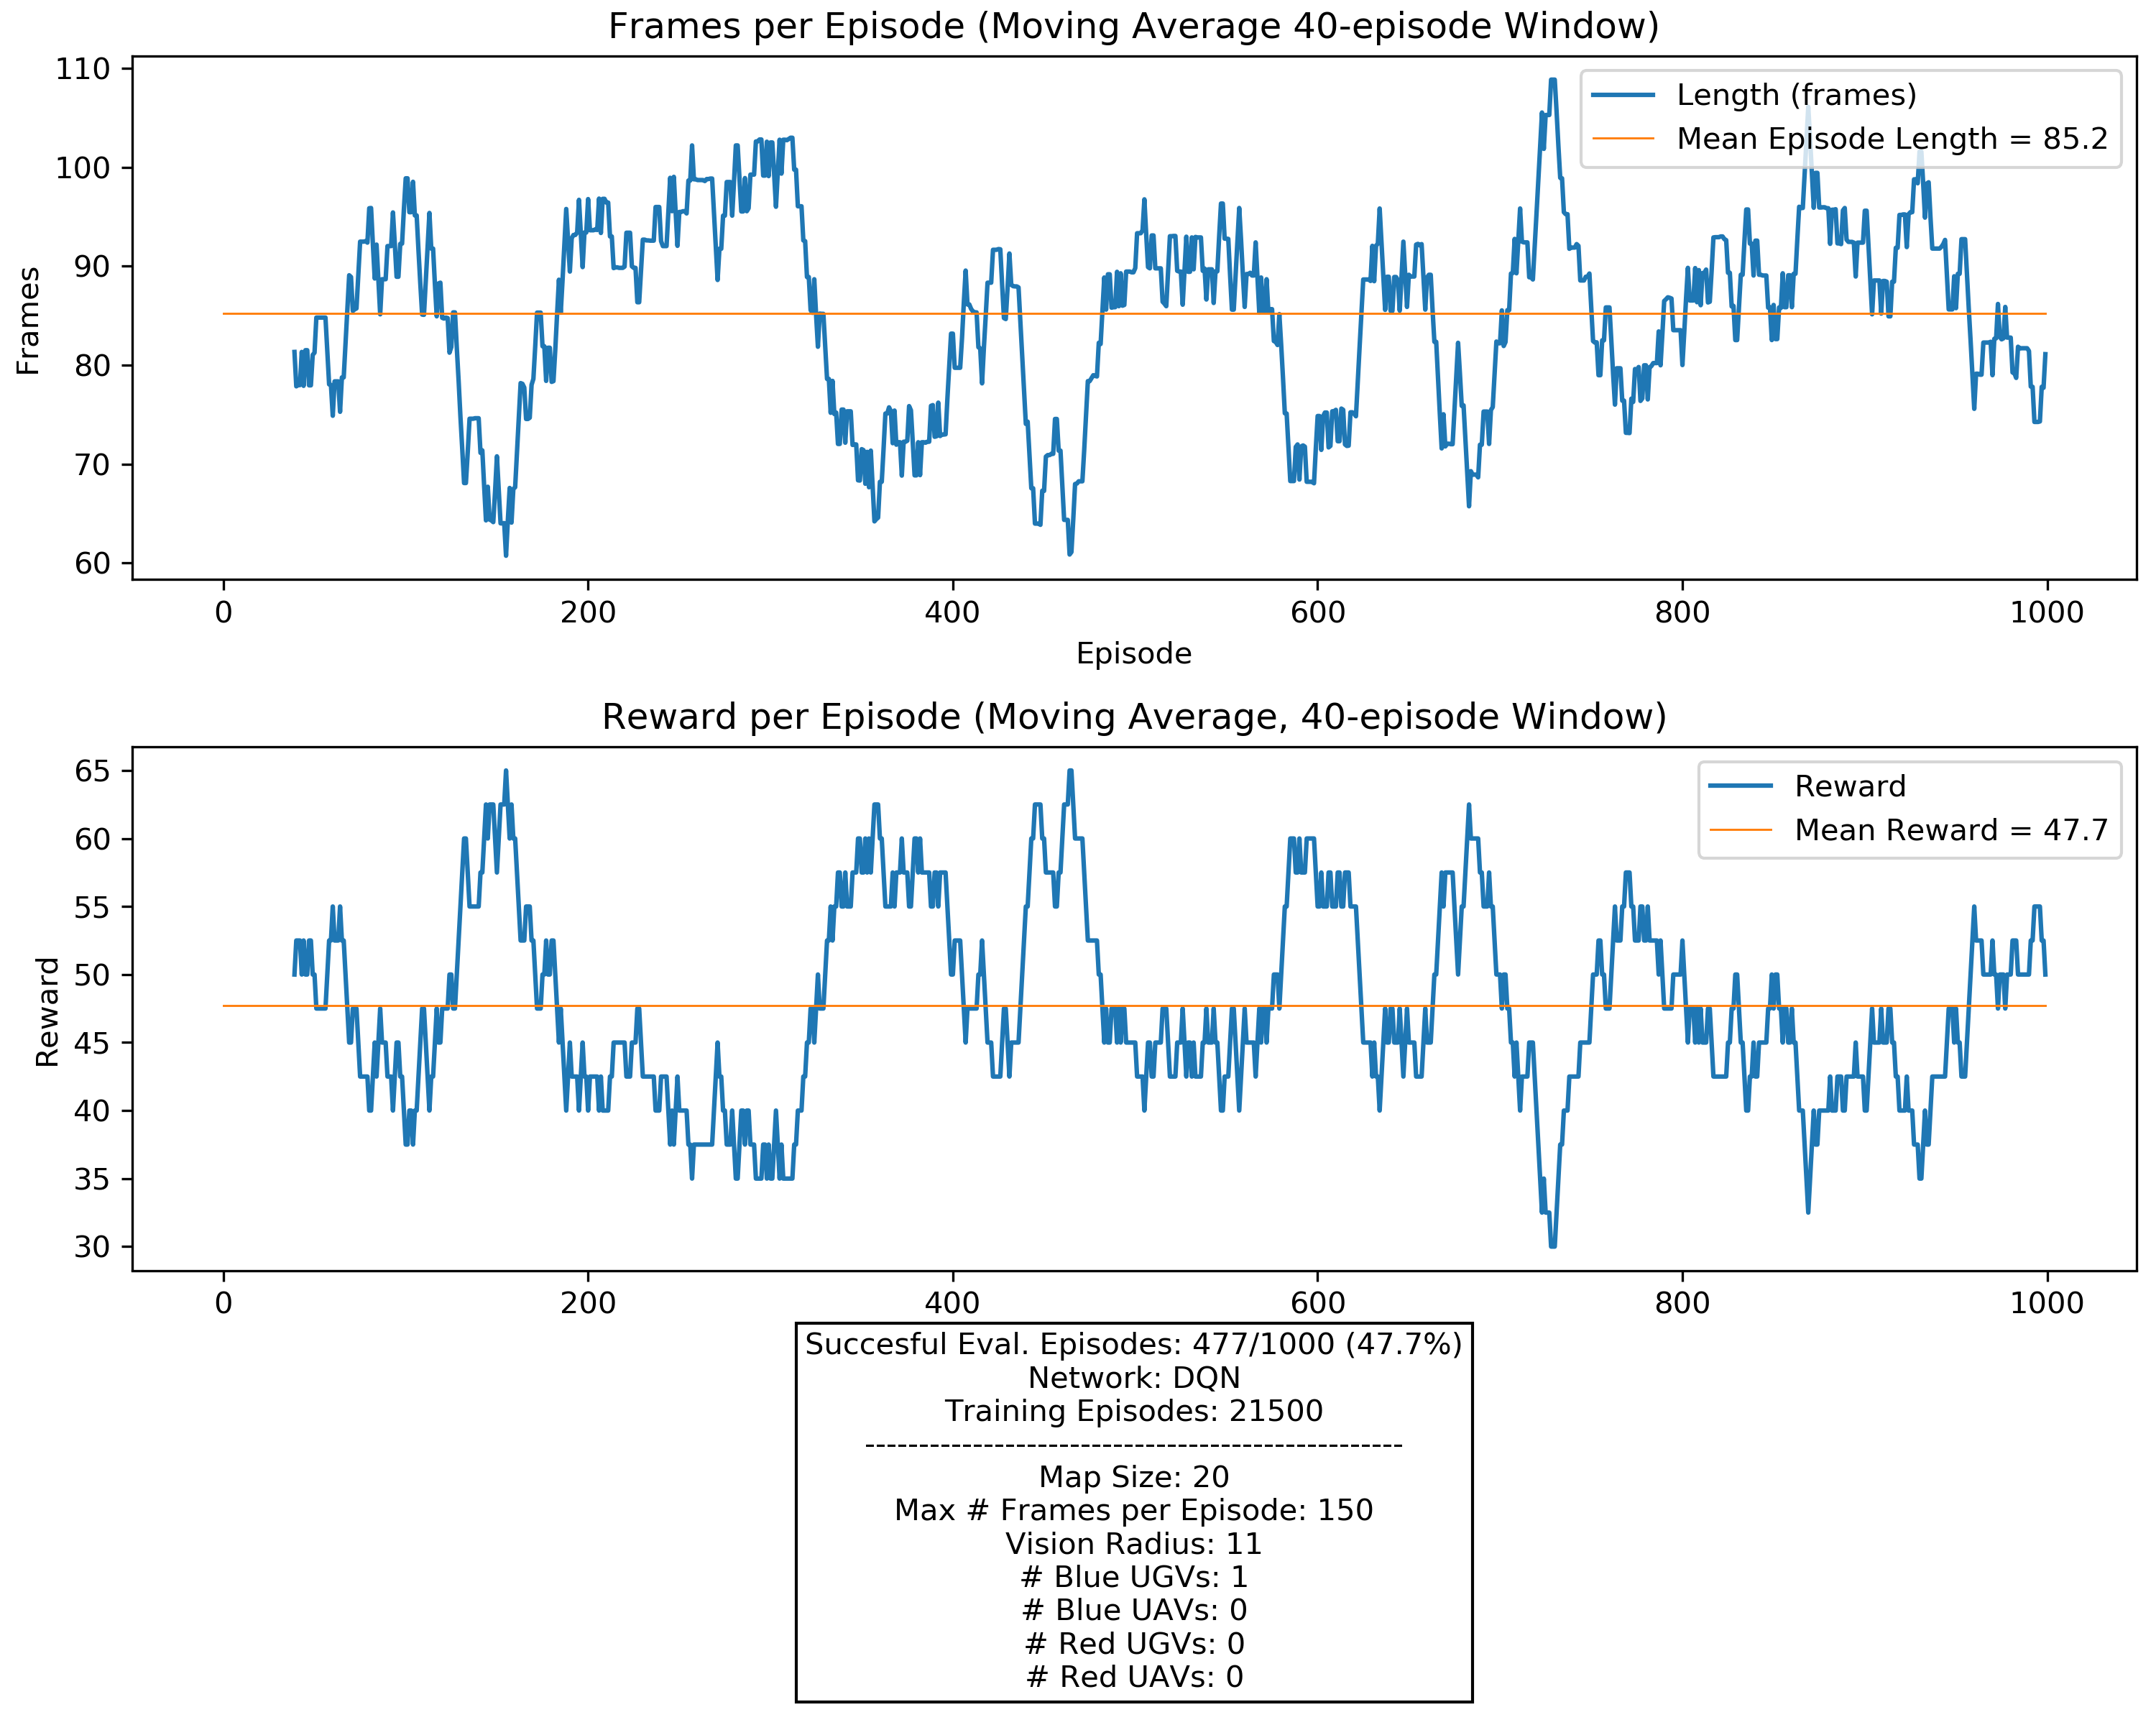 Frames per Episode (Moving Average 40-episode Window)
110
100
90
80
70
60
Frames
Length (frames)
Mean Episode Length = 85.2
0 200 400 600 800 1000
Episode
Reward per Episode (Moving Average, 40-episode Window)
65
60
55
50
45
40
35
30
Reward
Reward
Mean Reward = 47.7
0 200 400 600 800 1000
Succesful Eval. Episodes: 477/1000 (47.7%)
Network: DQN
Training Episodes: 21500
--------------------------------------------------
Map Size: 20
Max # Frames per Episode: 150
Vision Radius: 11
# Blue UGVs: 1
# Blue UAVs: 0
# Red UGVs: 0
# Red UAVs: 0